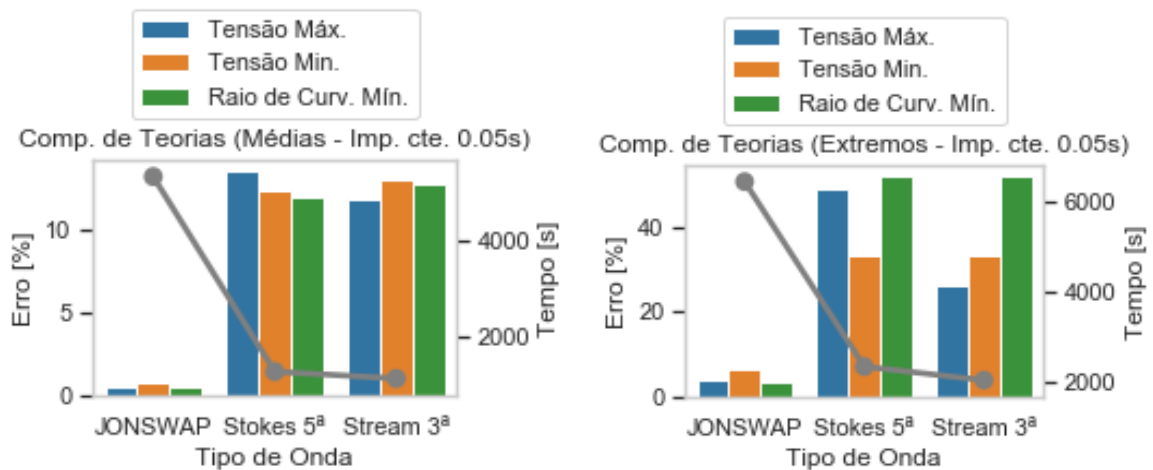 Tensão Máx.
Tensão Min.
Raio de Curv. Mín.
Comp. de Teorias (Médias - Imp. cte. 0.05s)
Erro [%]
10
5
0
4000
2000
Tempo [s]
JONSWAP Stokes 5ª Stream 3ª
Tipo de Onda
Tensão Máx.
Tensão Min.
Raio de Curv. Mín.
Comp. de Teorias (Extremos - Imp. cte. 0.05s)
Erro [%]
40
20
0
6000
4000
2000
Tempo [s]
JONSWAP Stokes 5ª Stream 3ª
Tipo de Onda